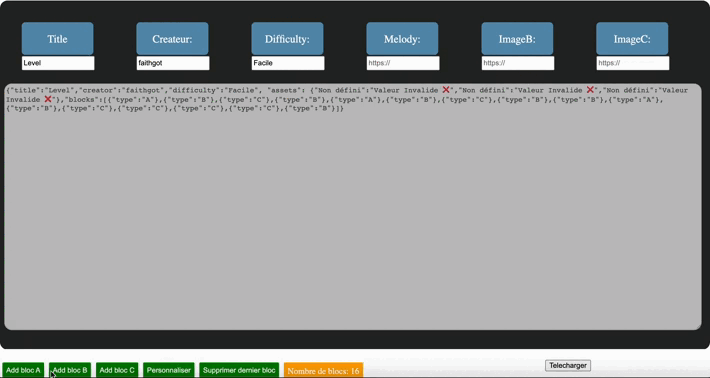 Title Createur: Difficulty: Melody: ImageB: ImageC:
Level faithgot Facile https:// https:// https://
{"title":"Level","creator":"faithgot","difficulty":"Facile", "assets": {"Non défini":"Valeur Invalide ❌","Non défini":"Valeur Invalide ❌","Non défini":"Valeur
Invalide ❌"},"blocks":[{"type":"A"},{"type":"B"},{"type":"C"},{"type":"B"},{"type":"A"},{"type":"B"},{"type":"C"},{"type":"B"},{"type":"B"},{"type":"A"},
{"type":"B"},{"type":"C"},{"type":"C"},{"type":"C"},{"type":"C"},{"type":"B"}]}
Add bloc A Add bloc B Add bloc C Personnaliser Supprimer dernier bloc Nombre de blocs: 16 Telecharger